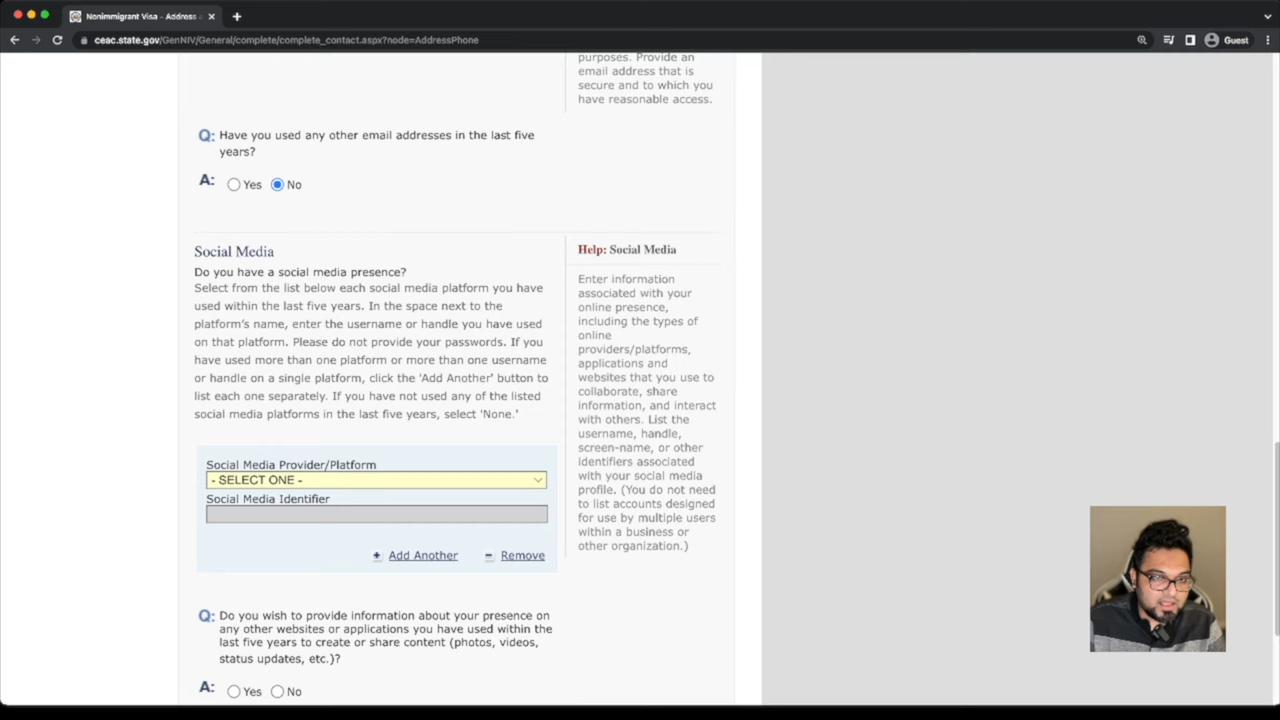 Nonimmigrant Visa - Address a
ceac.state.gov/GenNIV/General/complete/complete_contact.aspx?node=AddressPhone
Guest
purposes. Provide an
email address that is
secure and to which you
have reasonable access.
Q: Have you used any other email addresses in the last five
years?
A: Yes No
Social Media
Do you have a social media presence?
Select from the list below each social media platform you have
used within the last five years. In the space next to the
platform's name, enter the username or handle you have used
on that platform. Please do not provide your passwords. If you
have used more than one platform or more than one username
or handle on a single platform, click the 'Add Another' button to
list each one separately. If you have not used any of the listed
social media platforms in the last five years, select 'None.'
Help: Social Media
Enter information
associated with your
online presence,
including the types of
online
providers/platforms,
applications and
websites that you use to
collaborate, share
information, and interact
with others. List the
username, handle,
screen-name, or other
identifiers associated
with your social media
profile. (You do not need
to list accounts designed
for use by multiple users
within a business or
other organization.)
Social Media Provider/Platform
- SELECT ONE -
Social Media Identifier
Add Another Remove
Q: Do you wish to provide information about your presence on
any other websites or applications you have used within the
last five years to create or share content (photos, videos,
status updates, etc.)?
A: Yes No